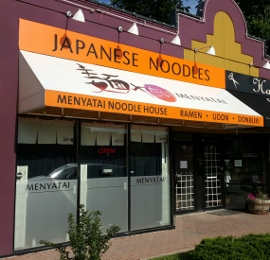 JAPANESE NOODLES
MENYATAI
MENYATAI NOODLE HOUSE RAMEN • UDON • DONBURI
MENYATAI
MENYATAI